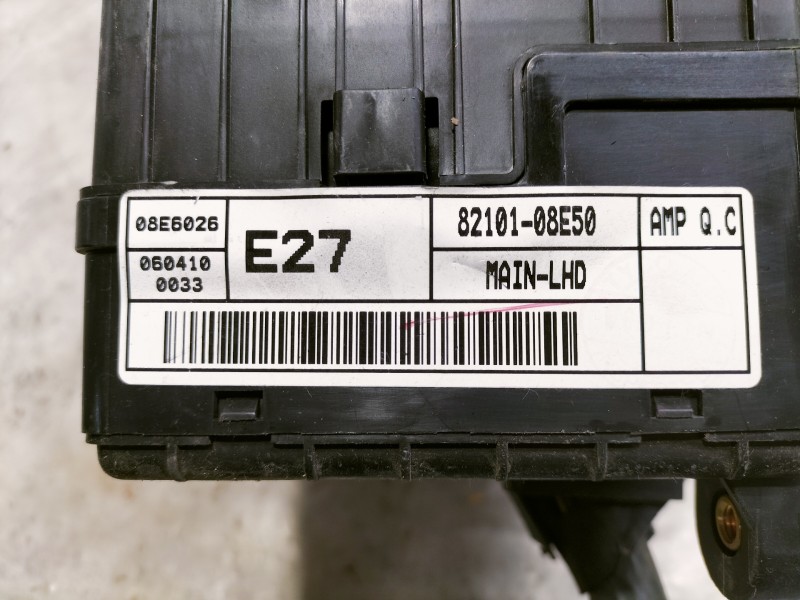 08E6026
060410
0033
E27
82101-08E50
MAIN-LHD
AMP Q.C